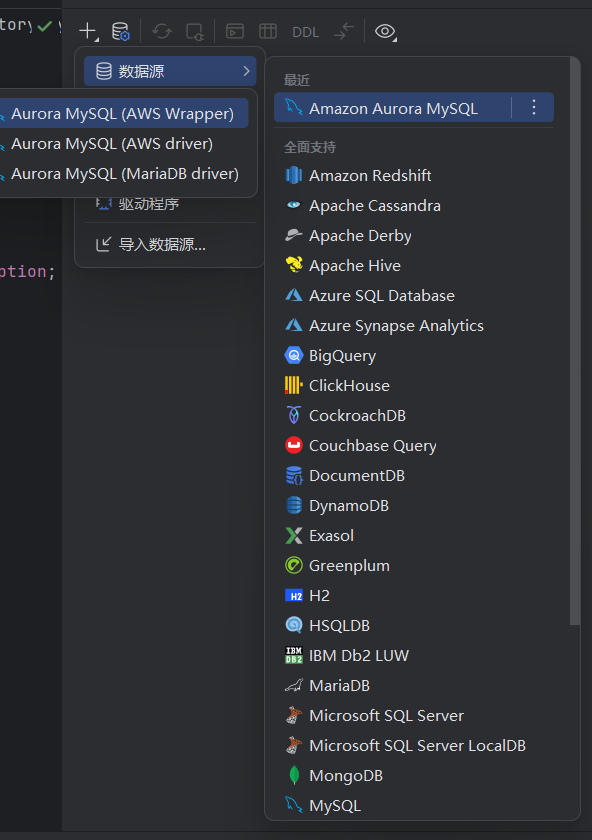 tory
DDL
数据源
Aurora MySQL (AWS Wrapper)
Aurora MySQL (AWS driver)
Aurora MySQL (MariaDB driver)
驱动程序
导入数据源...
ption;
最近
Amazon Aurora MySQL
全面支持
Amazon Redshift
Apache Cassandra
Apache Derby
Apache Hive
Azure SQL Database
Azure Synapse Analytics
BigQuery
ClickHouse
CockroachDB
Couchbase Query
DocumentDB
DynamoDB
Exasol
Greenplum
H2
H2
HSQLDB
IBM DB2
IBM Db2 LUW
MariaDB
Microsoft SQL Server
Microsoft SQL Server LocalDB
MongoDB
MySQL